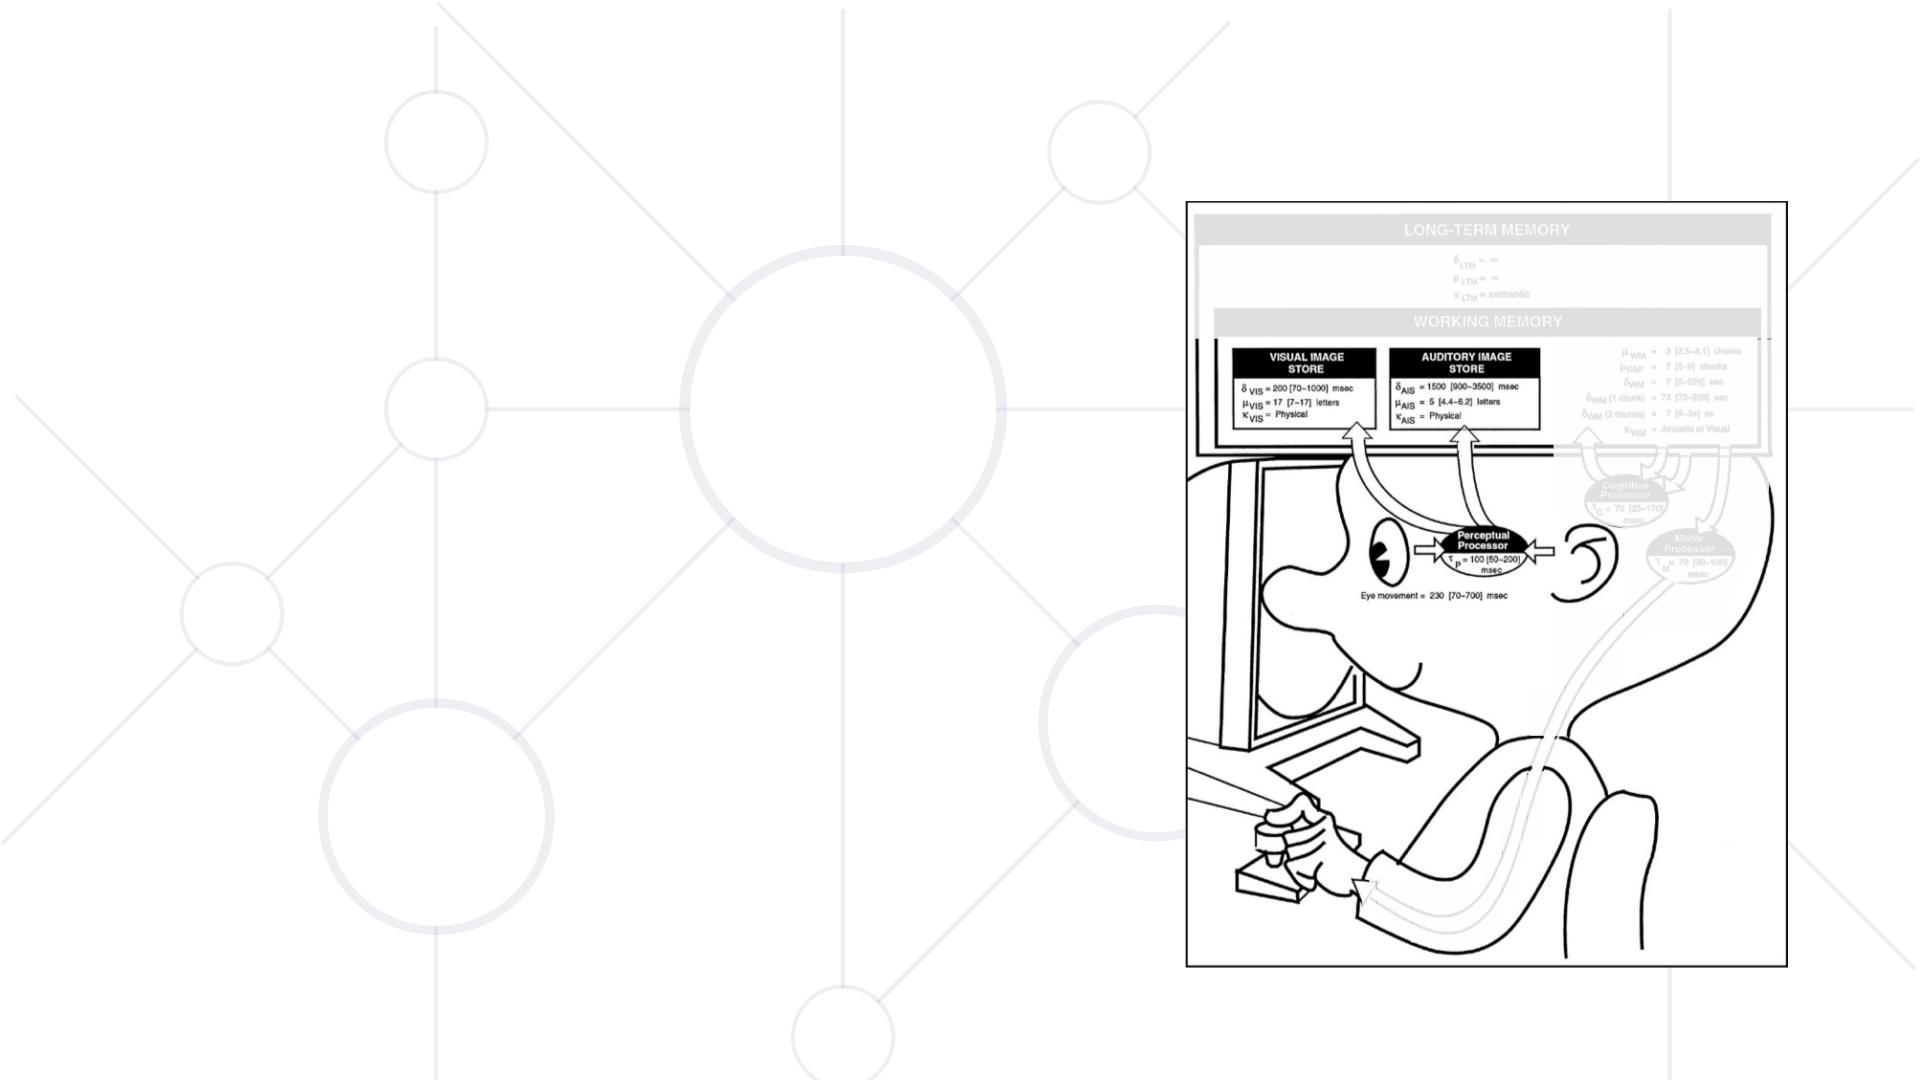 LONG-TERM MEMORY
δLTM = ∞
μLTM = ∞
κLTM = semantic
WORKING MEMORY
VISUAL IMAGE
STORE
δVIS = 200 [70~1000] msec
μVIS = 17 [7~17] letters
κVIS = Physical
AUDITORY IMAGE
STORE
δAIS = 1500 [900~3500] msec
μAIS = 5 [4.4~6.2] letters
κAIS = Physical
μWM = 3 [2.5~4.1] chunks
μWM* = 7 [5~9] chunks
δWM = 7 [5~226] sec
δWM (1 chunk) = 73 [73~226] sec
δWM (3 chunks) = 7 [5~34] se
κWM = Acoustic or Visual
Cognitive
Processor
τC = 70 [25~170]
msec
Perceptual
Processor
τP = 100 [50~200]
msec
Motor
Processor
τM = 70 [30~100]
msec
Eye movement = 230 [70~700] msec